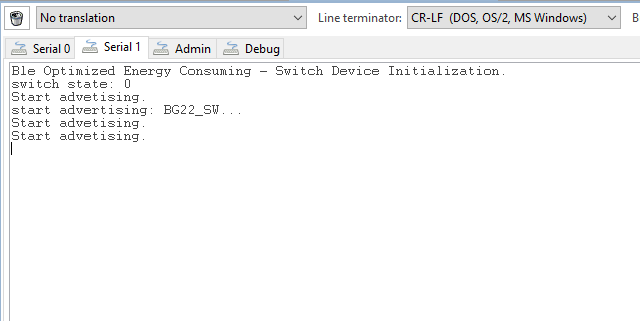 No translation
Line terminator:
CR-LF (DOS, OS/2, MS Windows)
B
Serial 0
Serial 1
Admin
Debug
Ble Optimized Energy Consuming - Switch Device Initialization.
switch state: 0
Start advetising.
start advertising: BG22_SW...
Start advetising.
Start advetising.